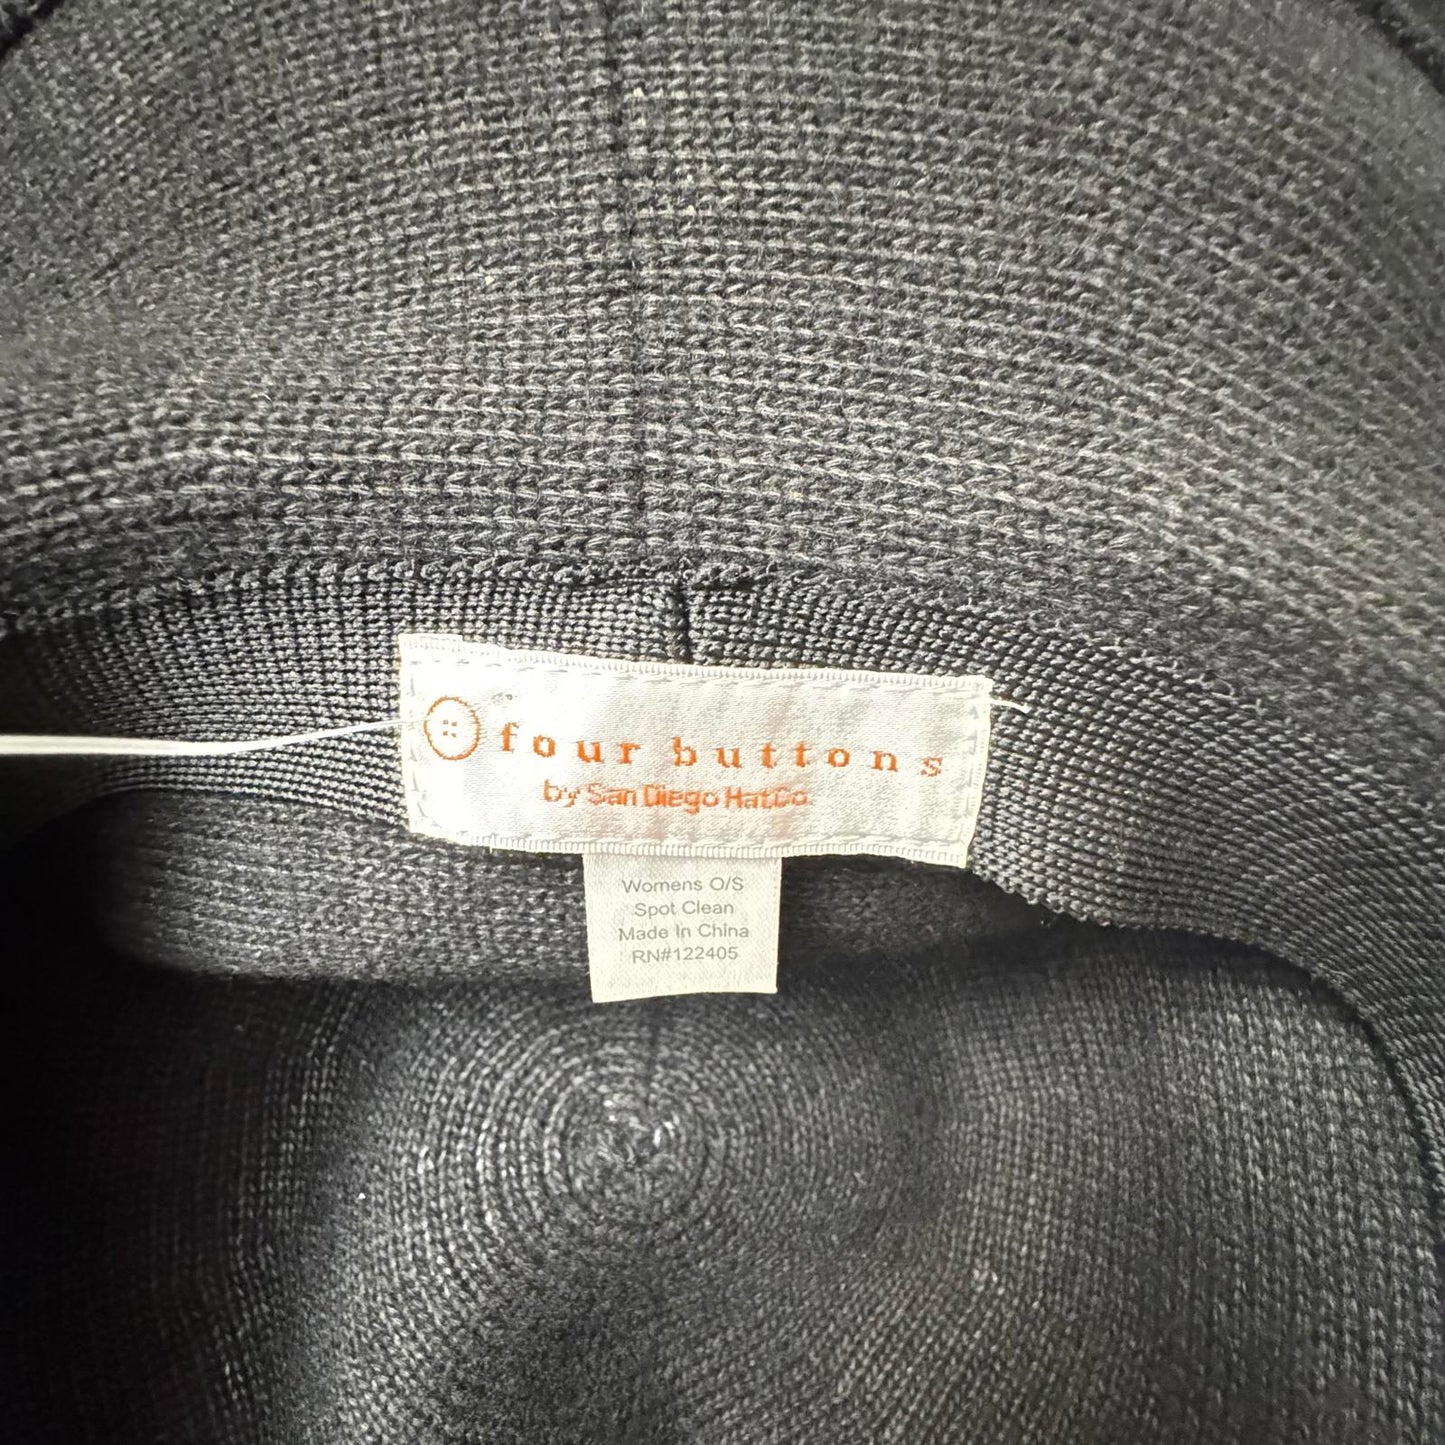 four buttons
by San Diego Hat Co.
Womens O/S
Spot Clean
Made In China
RN#122405